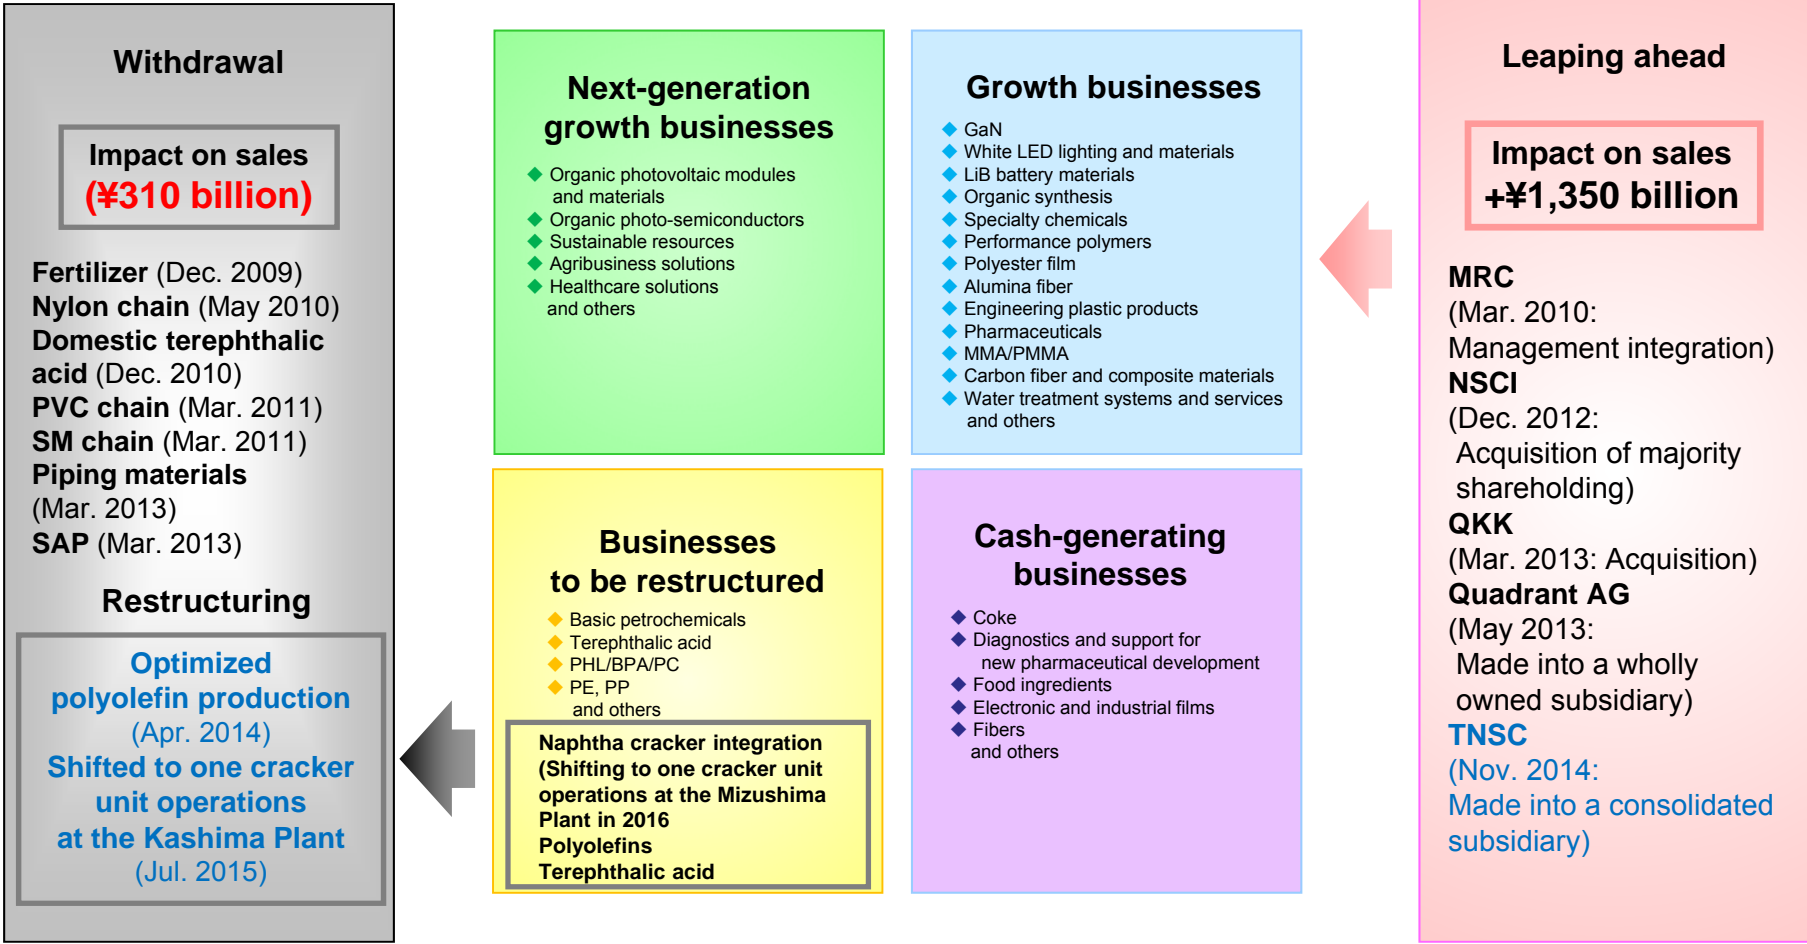 Withdrawal
Impact on sales
(¥310 billion)
Fertilizer (Dec. 2009)
Nylon chain (May 2010)
Domestic terephthalic
acid (Dec. 2010)
PVC chain (Mar. 2011)
SM chain (Mar. 2011)
Piping materials
(Mar. 2013)
SAP (Mar. 2013)
Restructuring
Optimized
polyolefin production
(Apr. 2014)
Shifted to one cracker
unit operations
at the Kashima Plant
(Jul. 2015)
Next-generation
growth businesses
◆ Organic photovoltaic modules
and materials
◆ Organic photo-semiconductors
◆ Sustainable resources
◆ Agribusiness solutions
◆ Healthcare solutions
and others
Growth businesses
◆ GaN
◆ White LED lighting and materials
◆ LiB battery materials
◆ Organic synthesis
◆ Specialty chemicals
◆ Performance polymers
◆ Polyester film
◆ Alumina fiber
◆ Engineering plastic products
◆ Pharmaceuticals
◆ MMA/PMMA
◆ Carbon fiber and composite materials
◆ Water treatment systems and services
and others
Businesses
to be restructured
◆ Basic petrochemicals
◆ Terephthalic acid
◆ PHL/BPA/PC
◆ PE, PP
and others
Naphtha cracker integration
(Shifting to one cracker unit
operations at the Mizushima
Plant in 2016
Polyolefins
Terephthalic acid
Cash-generating
businesses
◆ Coke
◆ Diagnostics and support for
new pharmaceutical development
◆ Food ingredients
◆ Electronic and industrial films
◆ Fibers
and others
Leaping ahead
Impact on sales
+¥1,350 billion
MRC
(Mar. 2010:
Management integration)
NSCI
(Dec. 2012:
Acquisition of majority
shareholding)
QKK
(Mar. 2013: Acquisition)
Quadrant AG
(May 2013:
Made into a wholly
owned subsidiary)
TNSC
(Nov. 2014:
Made into a consolidated
subsidiary)